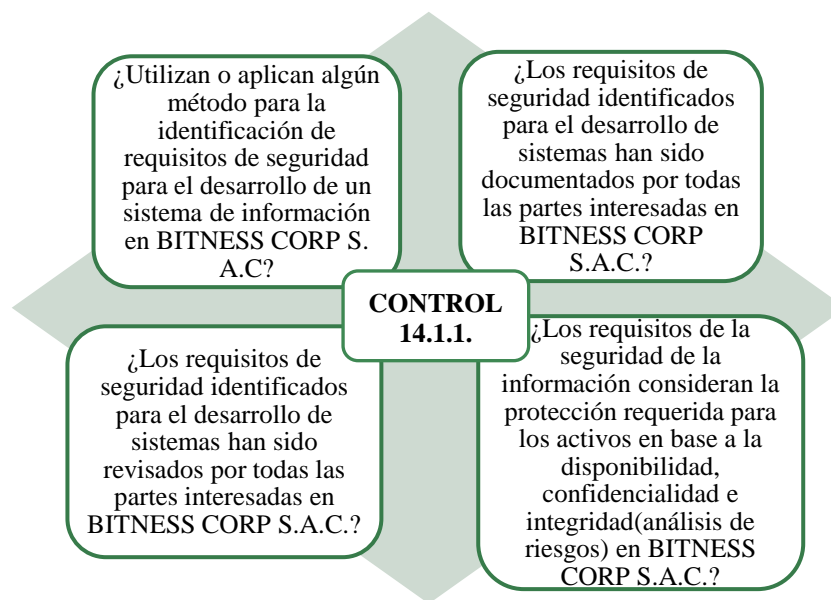 ¿Utilizan o aplican algún
método para la
identificación de
requisitos de seguridad
para el desarrollo de un
sistema de información
en BITNESS CORP S.
A.C?
¿Los requisitos de
seguridad identificados
para el desarrollo de
sistemas han sido
documentados por todas
las partes interesadas en
BITNESS CORP
S.A.C.?
CONTROL
14.1.1.
¿Los requisitos de
seguridad identificados
para el desarrollo de
sistemas han sido
revisados por todas las
partes interesadas en
BITNESS CORP S.A.C.?
¿Los requisitos de la
seguridad de la
información consideran la
protección requerida para
los activos en base a la
disponibilidad,
confidencialidad e
integridad(análisis de
riesgos) en BITNESS
CORP S.A.C.?